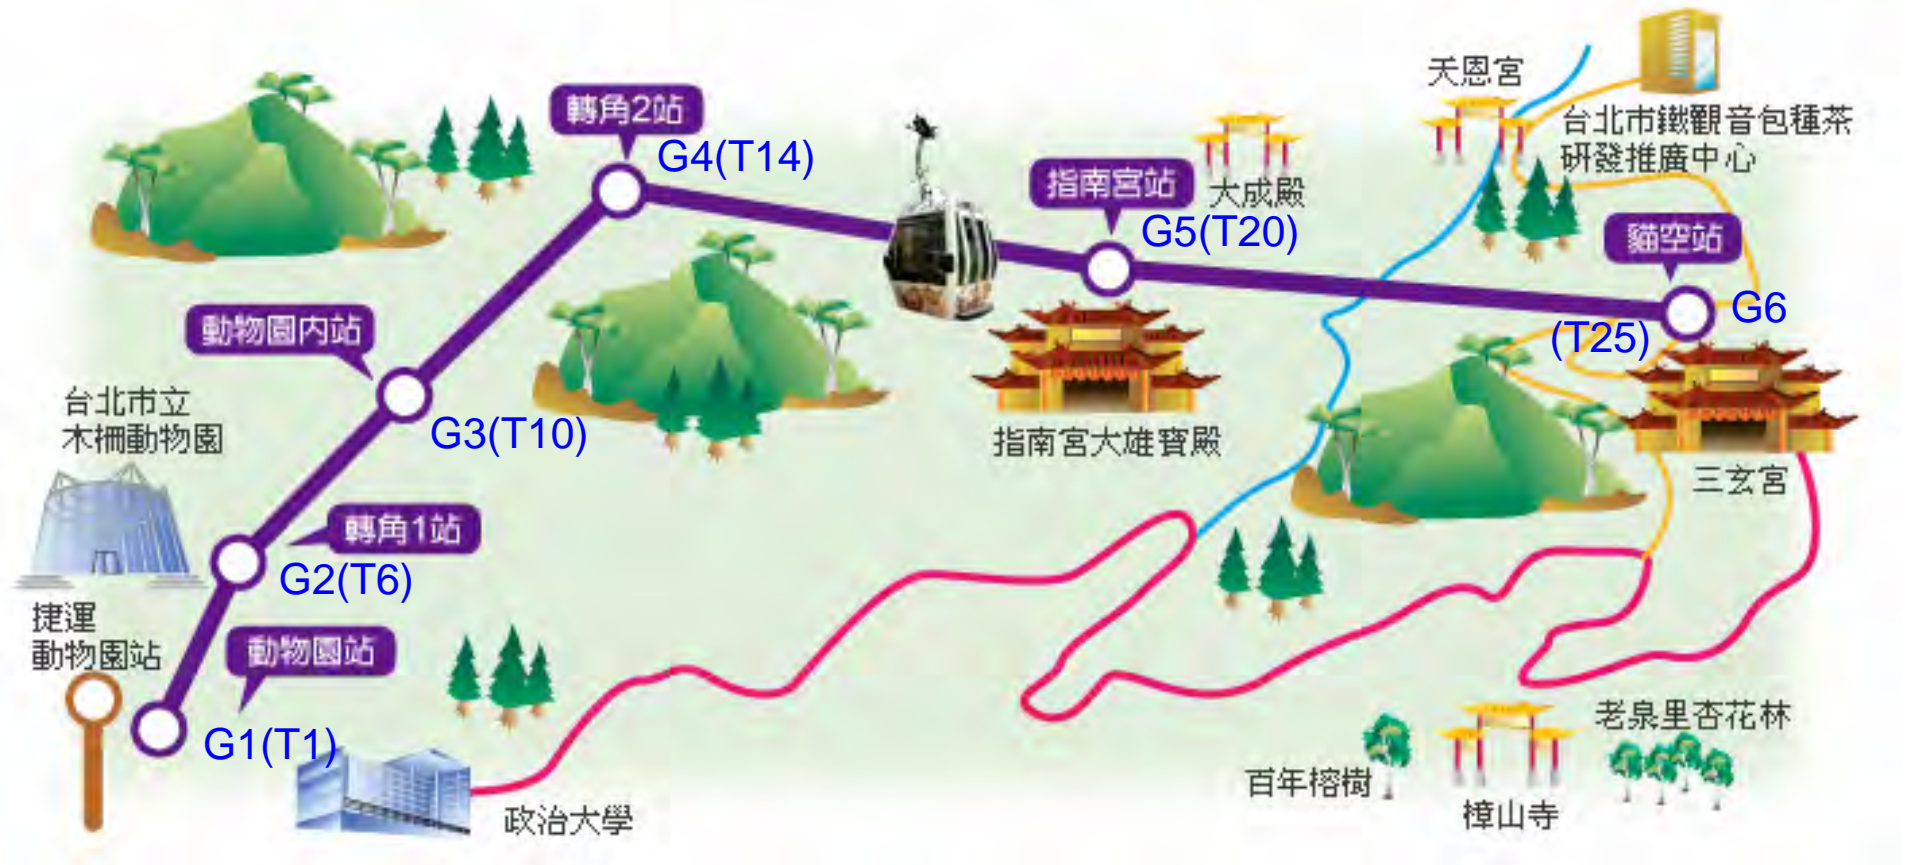 天恩宮
台北市鐵觀音包種茶
研發推廣中心
轉角2站
G4(T14)
指南宮站
大成殿
G5(T20)
貓空站
G6
(T25)
動物園內站
G3(T10)
台北市立
木柵動物園
指南宮大雄寶殿
三玄宮
轉角1站
G2(T6)
捷運
動物園站
動物園站
G1(T1)
政治大學
老泉里杏花林
百年榕樹
樟山寺